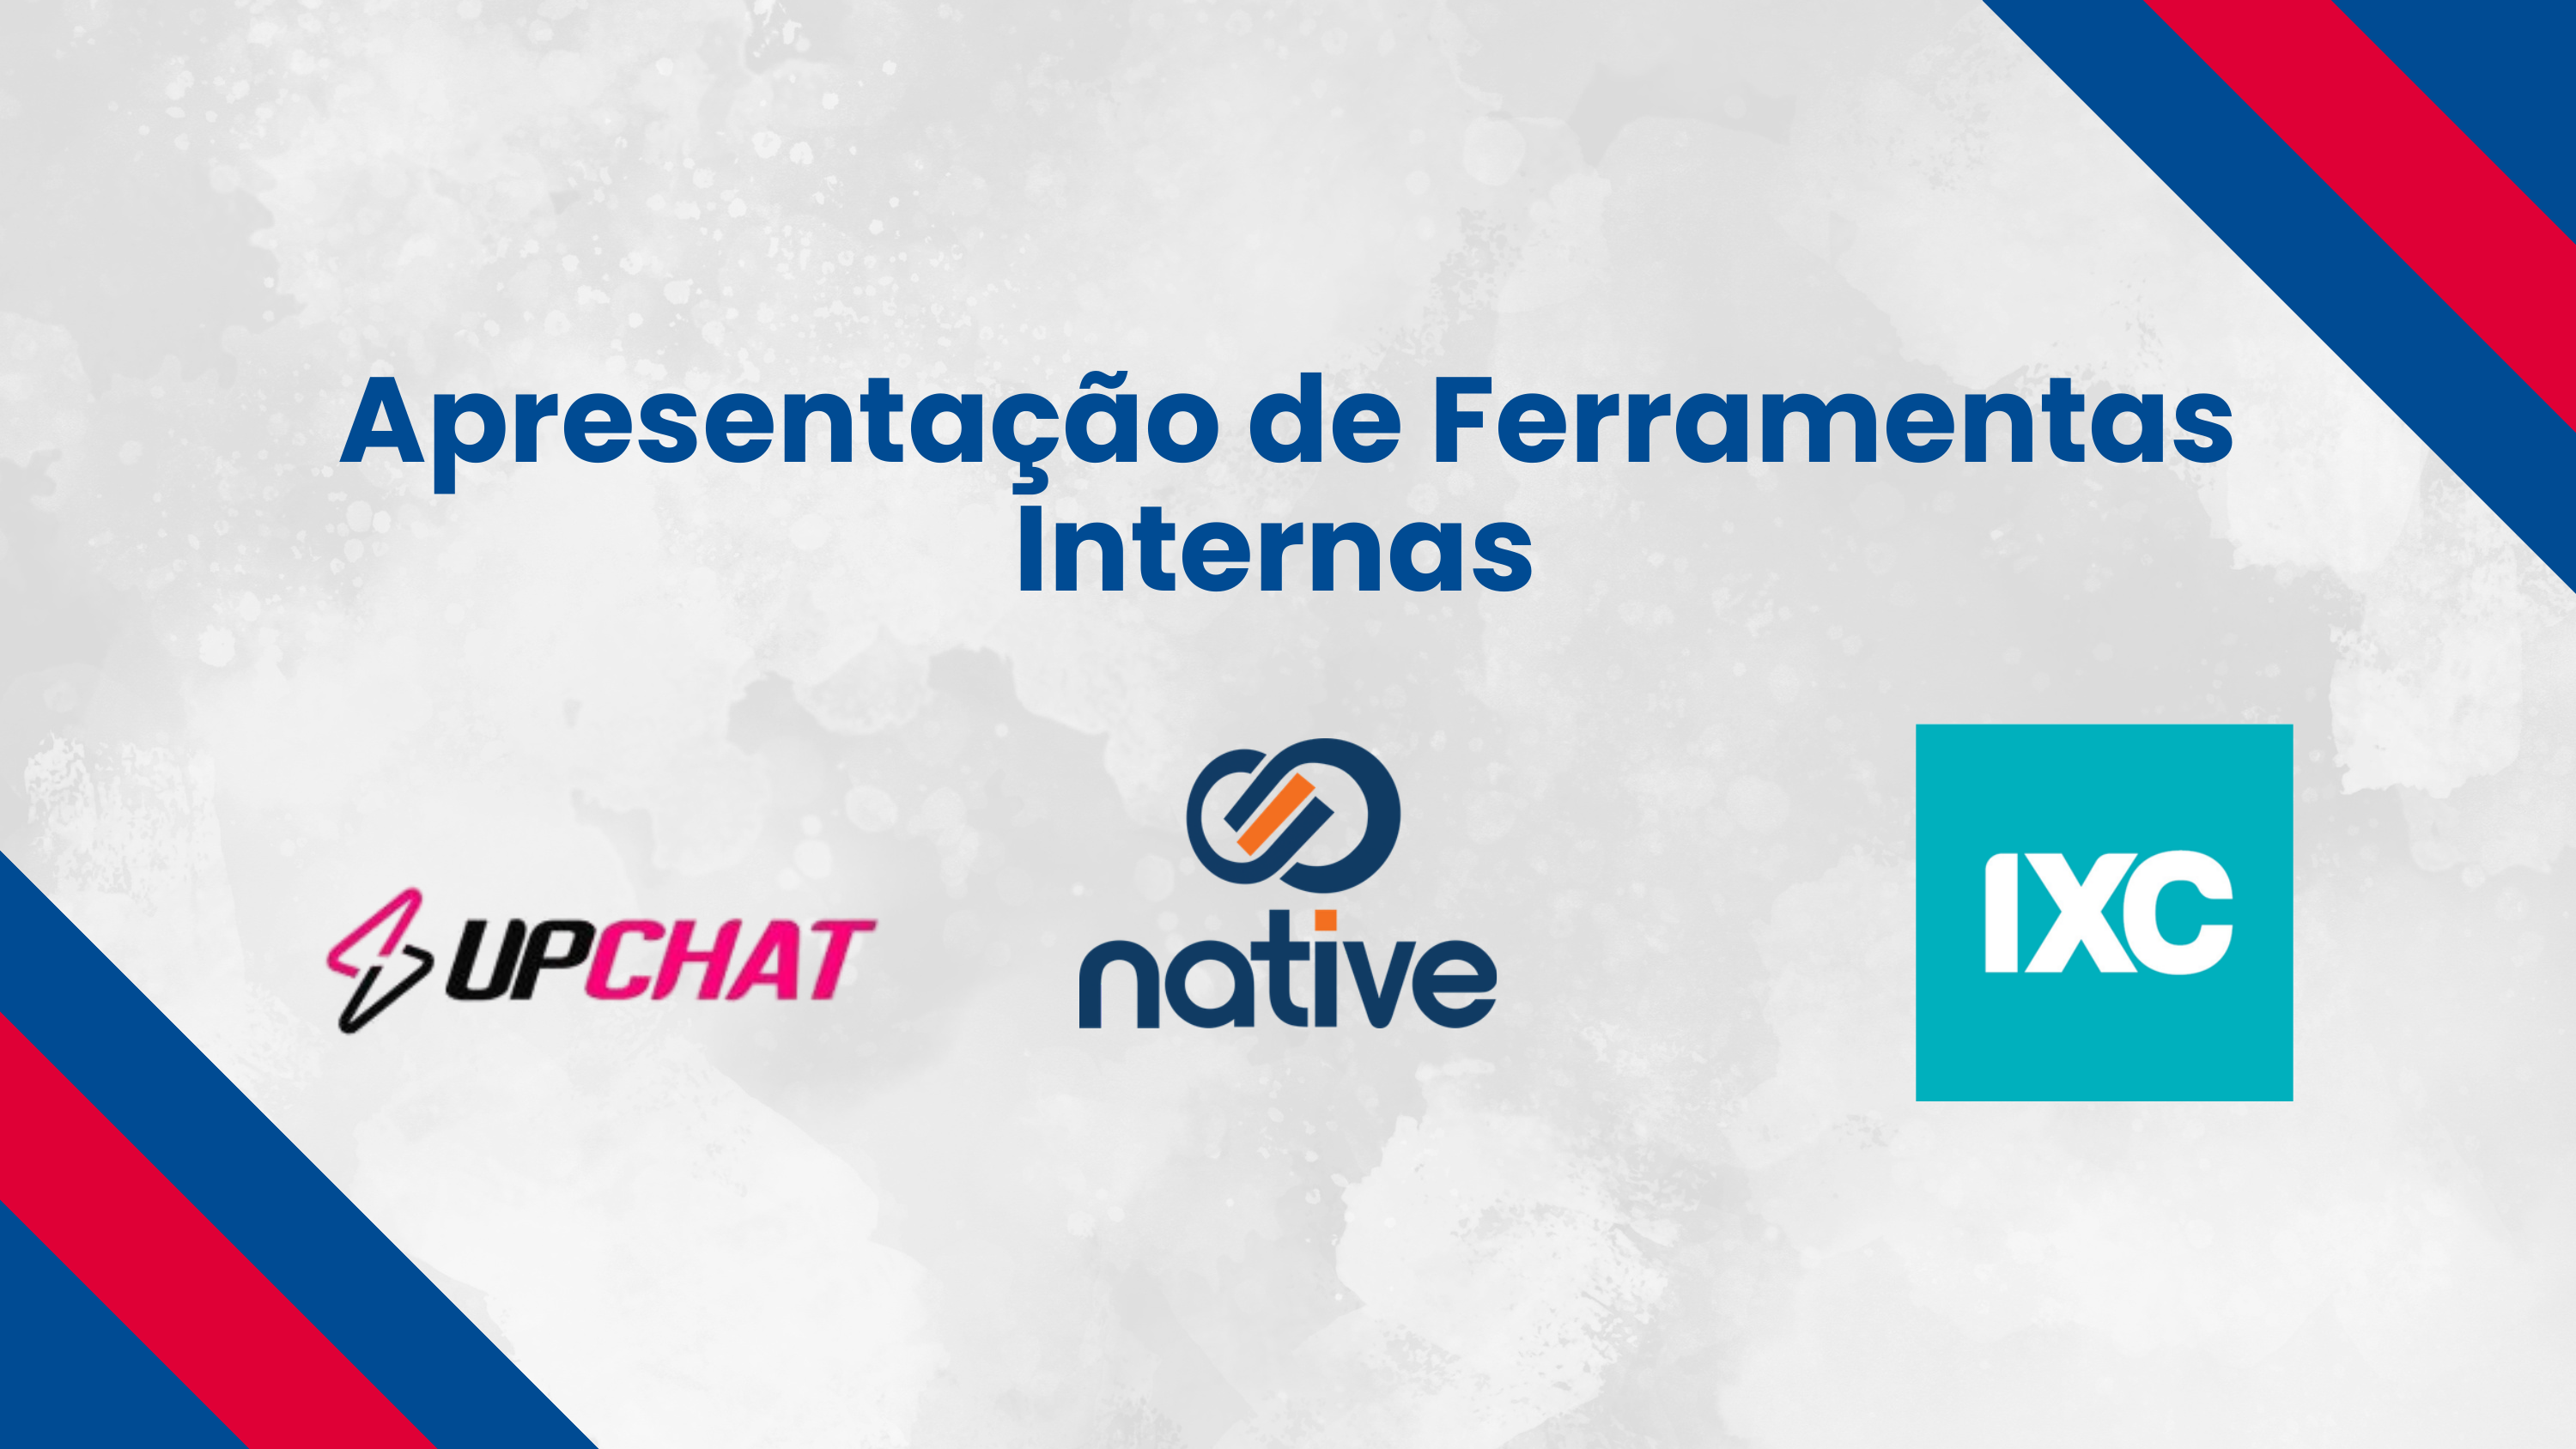 Apresentação de Ferramentas
Internas
UPCHAT
native
IXC